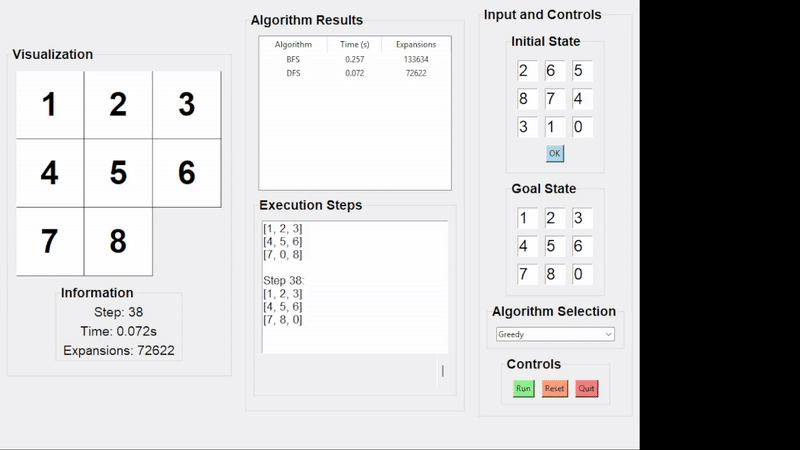 Visualization
1 2 3
4 5 6
7 8
Information
Step: 38
Time: 0.072s
Expansions: 72622
Algorithm Results
Algorithm Time (s) Expansions
BFS 0.257 133634
DFS 0.072 72622
Execution Steps
[1, 2, 3]
[4, 5, 6]
[7, 0, 8]
Step 38:
[1, 2, 3]
[4, 5, 6]
[7, 8, 0]
Input and Controls
Initial State
2 6 5
8 7 4
3 1 0
OK
Goal State
1 2 3
4 5 6
7 8 0
Algorithm Selection
Greedy
Controls
Run Reset Quit